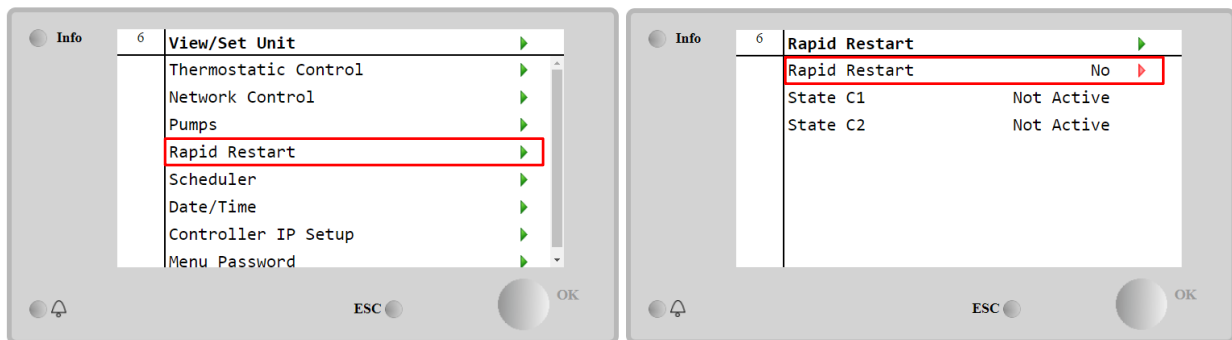 Info
6 View/Set Unit
Thermostatic Control
Network Control
Pumps
Rapid Restart
Scheduler
Date/Time
Controller IP Setup
Menu Password
ESC
OK
Info
6 Rapid Restart
Rapid Restart No
State C1 Not Active
State C2 Not Active
ESC
OK